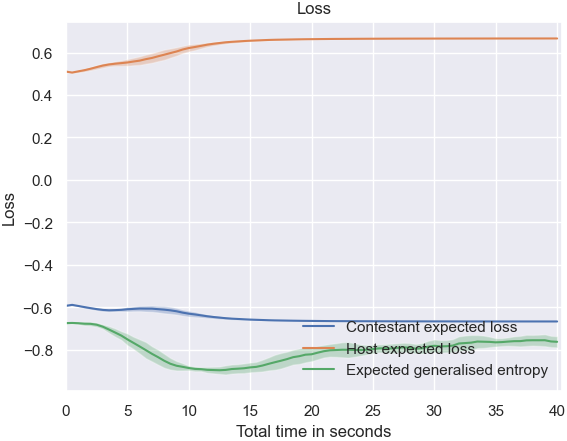 Loss
Loss
0.6
0.4
0.2
0.0
−0.2
−0.4
−0.6
−0.8
Contestant expected loss
Host expected loss
Expected generalised entropy
0 5 10 15 20 25 30 35 40
Total time in seconds